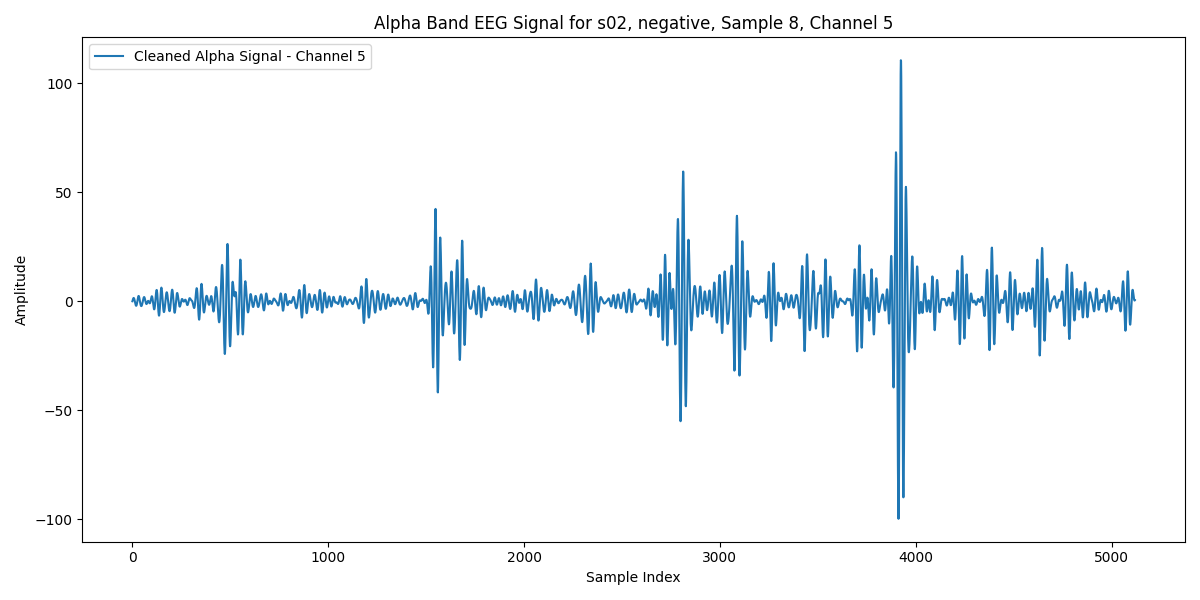 Alpha Band EEG Signal for s02, negative, Sample 8, Channel 5
Cleaned Alpha Signal - Channel 5
100
50
0
−50
−100
Amplitude
0 1000 2000 3000 4000 5000
Sample Index